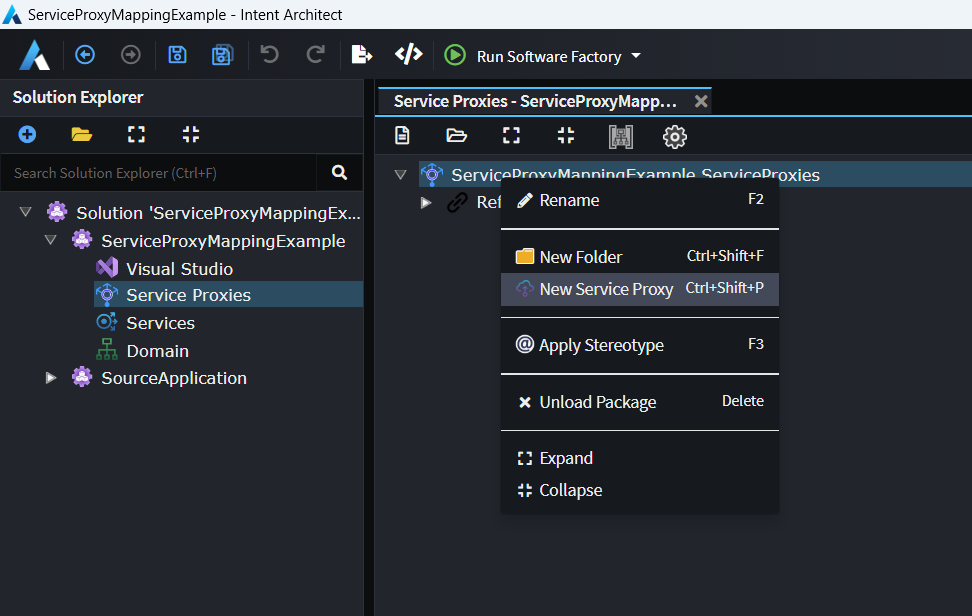 ServiceProxyMappingExample - Intent Architect
Run Software Factory
Solution Explorer
Search Solution Explorer (Ctrl+F)
Solution 'ServiceProxyMappingEx...
ServiceProxyMappingExample
Visual Studio
Service Proxies
Services
Domain
SourceApplication
Service Proxies - ServiceProxyMapp...
ServiceProxyMappingExample.ServiceProxies
Ref
Rename F2
New Folder Ctrl+Shift+F
New Service Proxy Ctrl+Shift+P
Apply Stereotype F3
Unload Package Delete
Expand
Collapse